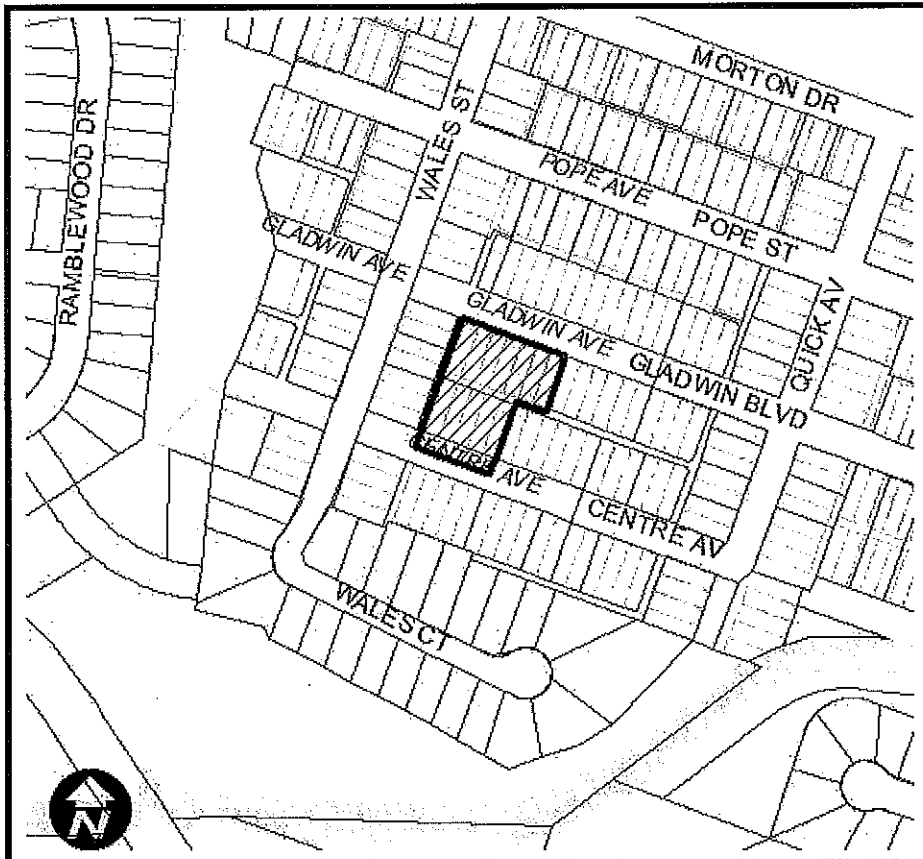 MORTON DR
RAMBLEWOOD DR
WALES ST
POPE AVE
POPE ST
GLADWIN AVE
GLADWIN AVE
GLADWIN BLVD
QUICK AV
CENTRE AVE
CENTRE AV
WALES CT
N